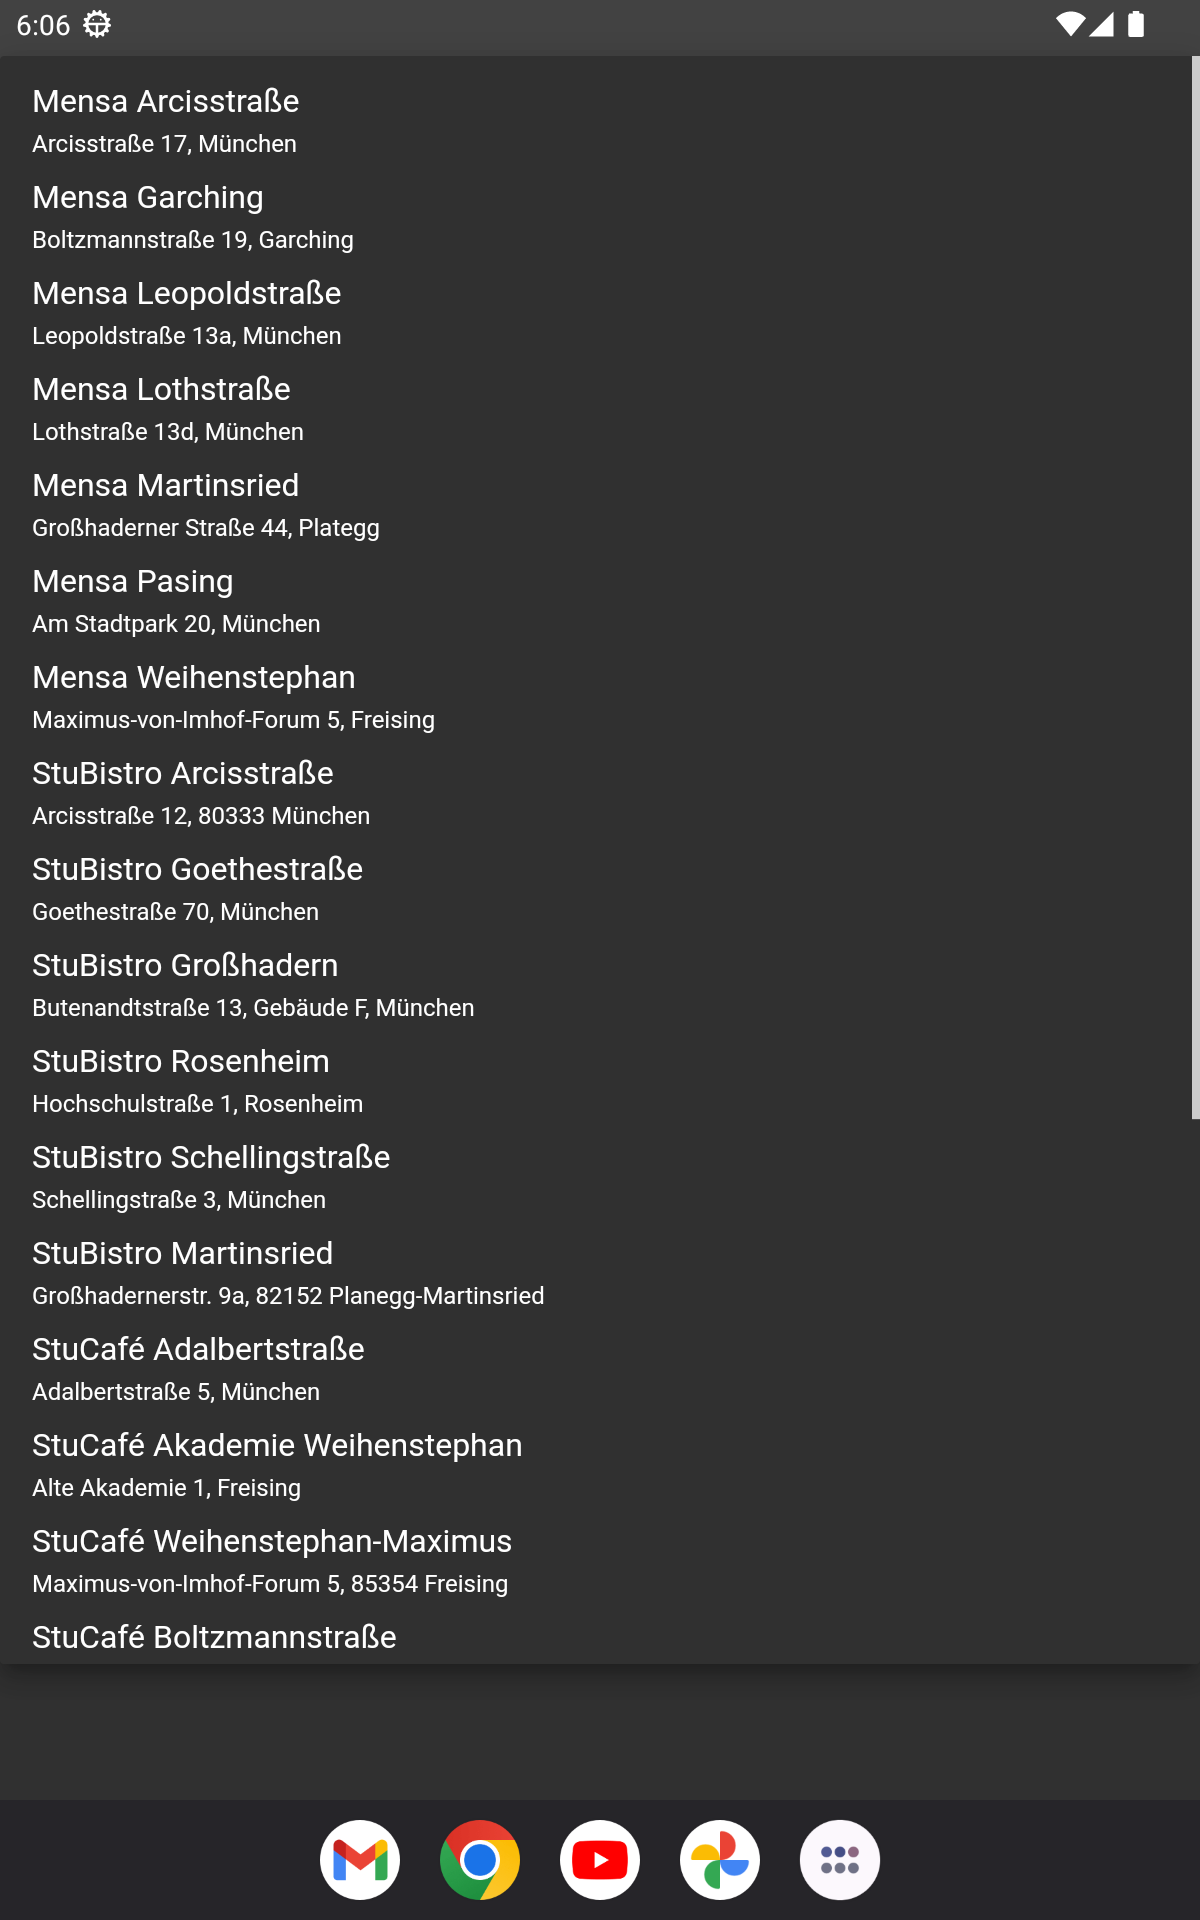 6:06
Mensa Arcisstraße
Arcisstraße 17, München
Mensa Garching
Boltzmannstraße 19, Garching
Mensa Leopoldstraße
Leopoldstraße 13a, München
Mensa Lothstraße
Lothstraße 13d, München
Mensa Martinsried
Großhaderner Straße 44, Plategg
Mensa Pasing
Am Stadtpark 20, München
Mensa Weihenstephan
Maximus-von-Imhof-Forum 5, Freising
StuBistro Arcisstraße
Arcisstraße 12, 80333 München
StuBistro Goethestraße
Goethestraße 70, München
StuBistro Großhadern
Butenandtstraße 13, Gebäude F, München
StuBistro Rosenheim
Hochschulstraße 1, Rosenheim
StuBistro Schellingstraße
Schellingstraße 3, München
StuBistro Martinsried
Großhadernerstr. 9a, 82152 Planegg-Martinsried
StuCafé Adalbertstraße
Adalbertstraße 5, München
StuCafé Akademie Weihenstephan
Alte Akademie 1, Freising
StuCafé Weihenstephan-Maximus
Maximus-von-Imhof-Forum 5, 85354 Freising
StuCafé Boltzmannstraße